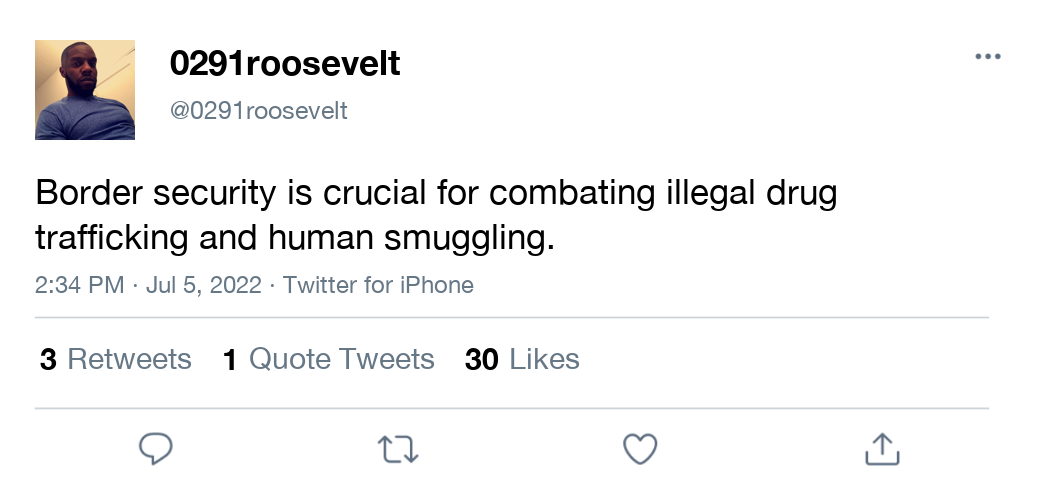 0291roosevelt
@0291roosevelt
Border security is crucial for combating illegal drug
trafficking and human smuggling.
2:34 PM · Jul 5, 2022 · Twitter for iPhone
3 Retweets 1 Quote Tweets 30 Likes